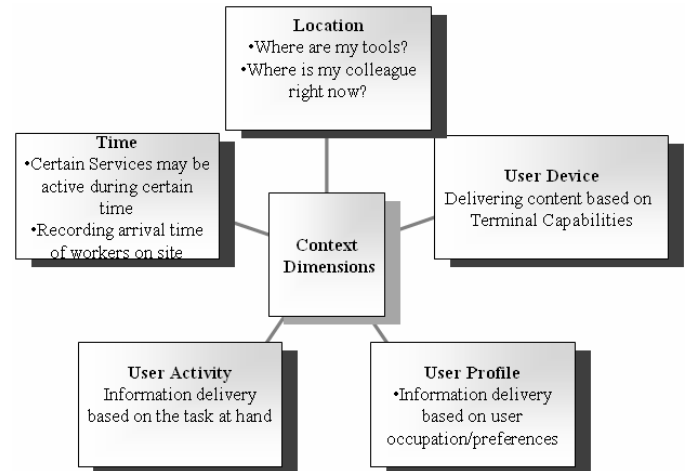 Location
•Where are my tools?
•Where is my colleague
right now?
Time
•Certain Services may be
active during certain
time
•Recording arrival time
of workers on site
User Device
Delivering content based on
Terminal Capabilities
Context
Dimensions
User Activity
Information delivery
based on the task at hand
User Profile
•Information delivery
based on user
occupation/preferences